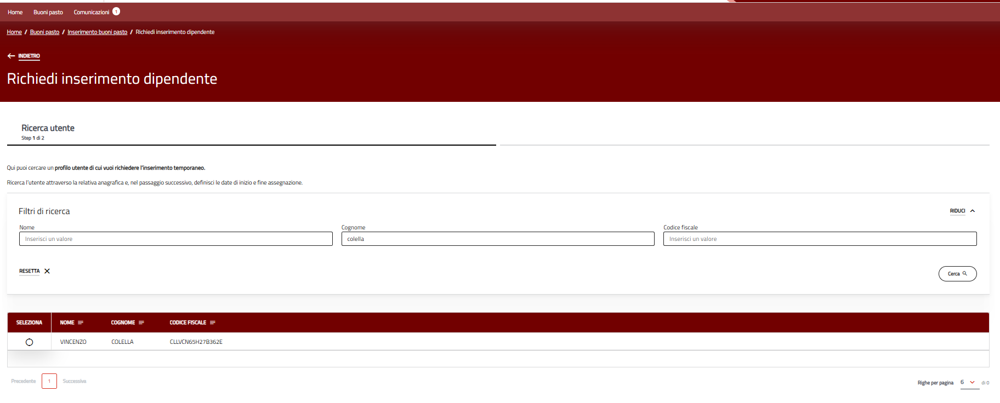 Home Buoni pasto Comunicazioni 1
Home / Buoni pasto / Inserimento buoni pasto / Richiedi inserimento dipendente
INDIETRO
Richiedi inserimento dipendente
Ricerca utente
Step 1 di 2
Qui puoi cercare un profilo utente di cui vuoi richiedere l'inserimento temporaneo.
Ricerca l'utente attraverso la relativa anagrafica e, nel passaggio successivo, definisci le date di inizio e fine assegnazione.
Filtri di ricerca RIDUCI
Nome Cognome Codice fiscale
Inserisci un valore colella Inserisci un valore
RESETTA Cerca
SELEZIONA NOME COGNOME CODICE FISCALE
VINCENZO COLELLA CLLVCN65H27B362E
Precedente 1 Successiva Righe per pagina 6 di 0